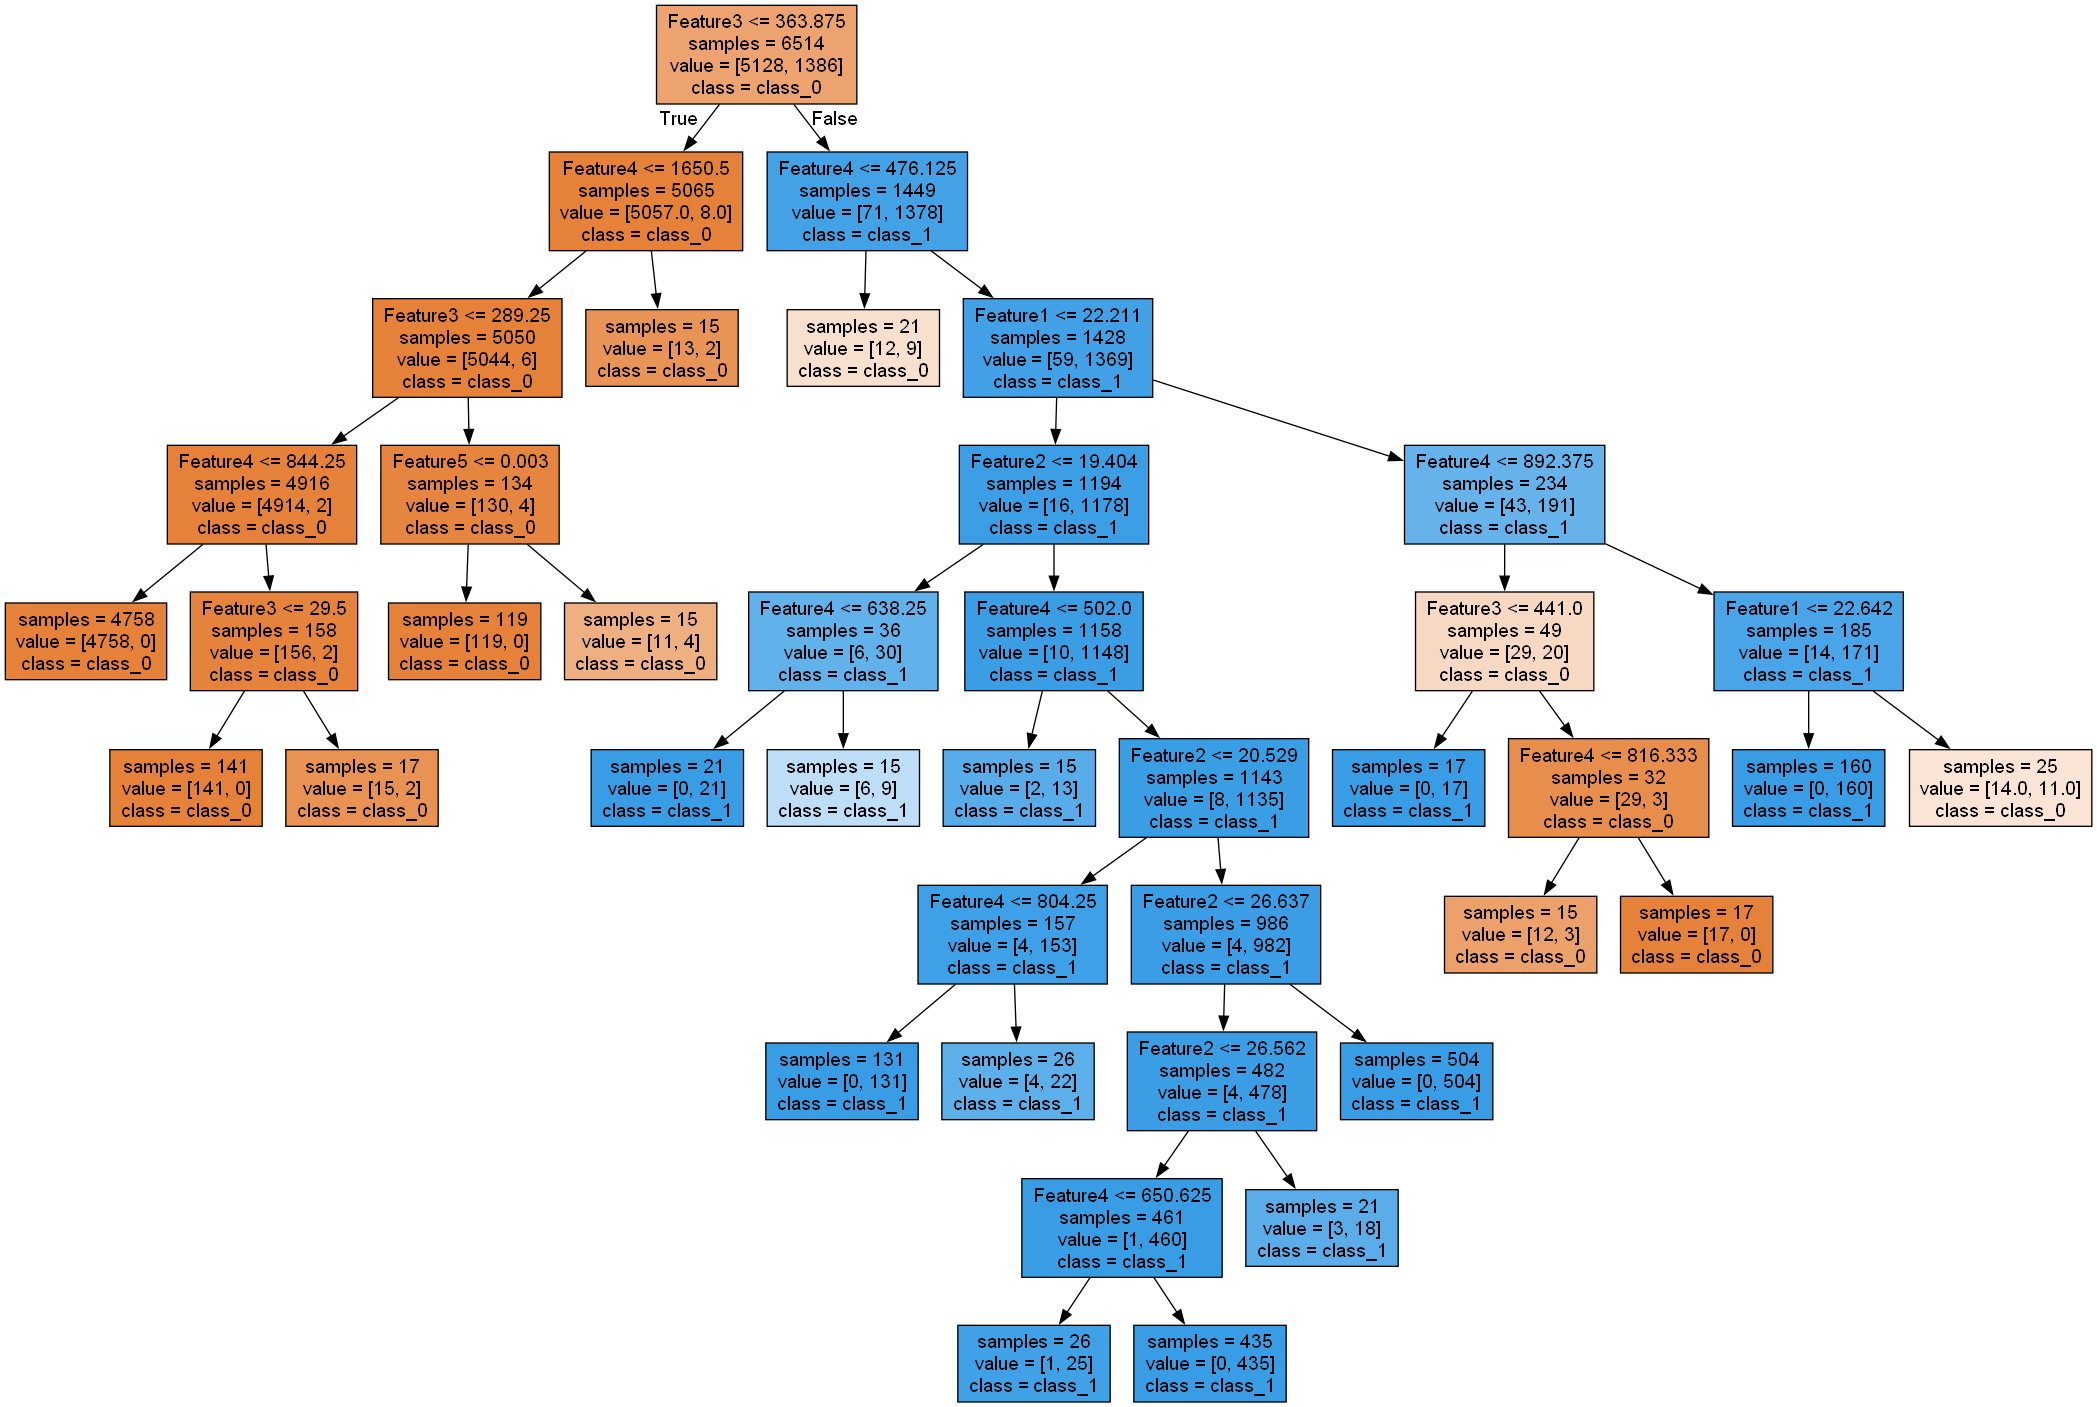 Feature3 <= 363.875
samples = 6514
value = [5128, 1386]
class = class_0
True
False
Feature4 <= 1650.5
samples = 5065
value = [5057.0, 8.0]
class = class_0
Feature4 <= 476.125
samples = 1449
value = [71, 1378]
class = class_1
Feature3 <= 289.25
samples = 5050
value = [5044, 6]
class = class_0
samples = 15
value = [13, 2]
class = class_0
samples = 21
value = [12, 9]
class = class_0
Feature1 <= 22.211
samples = 1428
value = [59, 1369]
class = class_1
Feature4 <= 844.25
samples = 4916
value = [4914, 2]
class = class_0
Feature5 <= 0.003
samples = 134
value = [130, 4]
class = class_0
Feature2 <= 19.404
samples = 1194
value = [16, 1178]
class = class_1
Feature4 <= 892.375
samples = 234
value = [43, 191]
class = class_1
samples = 4758
value = [4758, 0]
class = class_0
Feature3 <= 29.5
samples = 158
value = [156, 2]
class = class_0
samples = 119
value = [119, 0]
class = class_0
samples = 15
value = [11, 4]
class = class_0
Feature4 <= 638.25
samples = 36
value = [6, 30]
class = class_1
Feature4 <= 502.0
samples = 1158
value = [10, 1148]
class = class_1
Feature3 <= 441.0
samples = 49
value = [29, 20]
class = class_0
Feature1 <= 22.642
samples = 185
value = [14, 171]
class = class_1
samples = 141
value = [141, 0]
class = class_0
samples = 17
value = [15, 2]
class = class_0
samples = 21
value = [0, 21]
class = class_1
samples = 15
value = [6, 9]
class = class_1
samples = 15
value = [2, 13]
class = class_1
Feature2 <= 20.529
samples = 1143
value = [8, 1135]
class = class_1
samples = 17
value = [0, 17]
class = class_1
Feature4 <= 816.333
samples = 32
value = [29, 3]
class = class_0
samples = 160
value = [0, 160]
class = class_1
samples = 25
value = [14.0, 11.0]
class = class_0
Feature4 <= 804.25
samples = 157
value = [4, 153]
class = class_1
Feature2 <= 26.637
samples = 986
value = [4, 982]
class = class_1
samples = 15
value = [12, 3]
class = class_0
samples = 17
value = [17, 0]
class = class_0
samples = 131
value = [0, 131]
class = class_1
samples = 26
value = [4, 22]
class = class_1
Feature2 <= 26.562
samples = 482
value = [4, 478]
class = class_1
samples = 504
value = [0, 504]
class = class_1
Feature4 <= 650.625
samples = 461
value = [1, 460]
class = class_1
samples = 21
value = [3, 18]
class = class_1
samples = 26
value = [1, 25]
class = class_1
samples = 435
value = [0, 435]
class = class_1